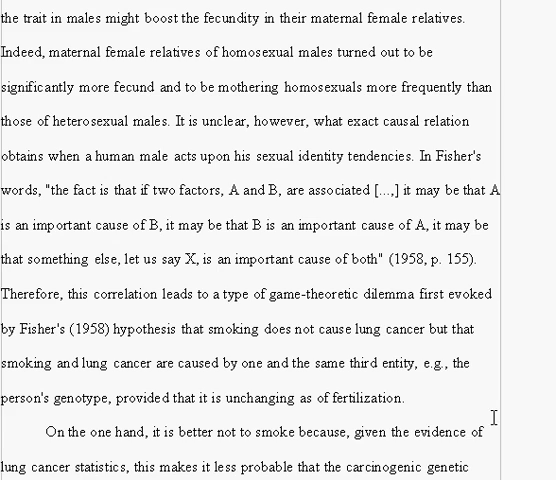 the trait in males might boost the fecundity in their maternal female relatives.
Indeed, maternal female relatives of homosexual males turned out to be
significantly more fecund and to be mothering homosexuals more frequently than
those of heterosexual males. It is unclear, however, what exact causal relation
obtains when a human male acts upon his sexual identity tendencies. In Fisher's
words, "the fact is that if two factors, A and B, are associated [...,] it may be that A
is an important cause of B, it may be that B is an important cause of A, it may be
that something else, let us say X, is an important cause of both" (1958, p. 155).
Therefore, this correlation leads to a type of game-theoretic dilemma first evoked
by Fisher's (1958) hypothesis that smoking does not cause lung cancer but that
smoking and lung cancer are caused by one and the same third entity, e.g., the
person's genotype, provided that it is unchanging as of fertilization.
On the one hand, it is better not to smoke because, given the evidence of
lung cancer statistics, this makes it less probable that the carcinogenic genetic